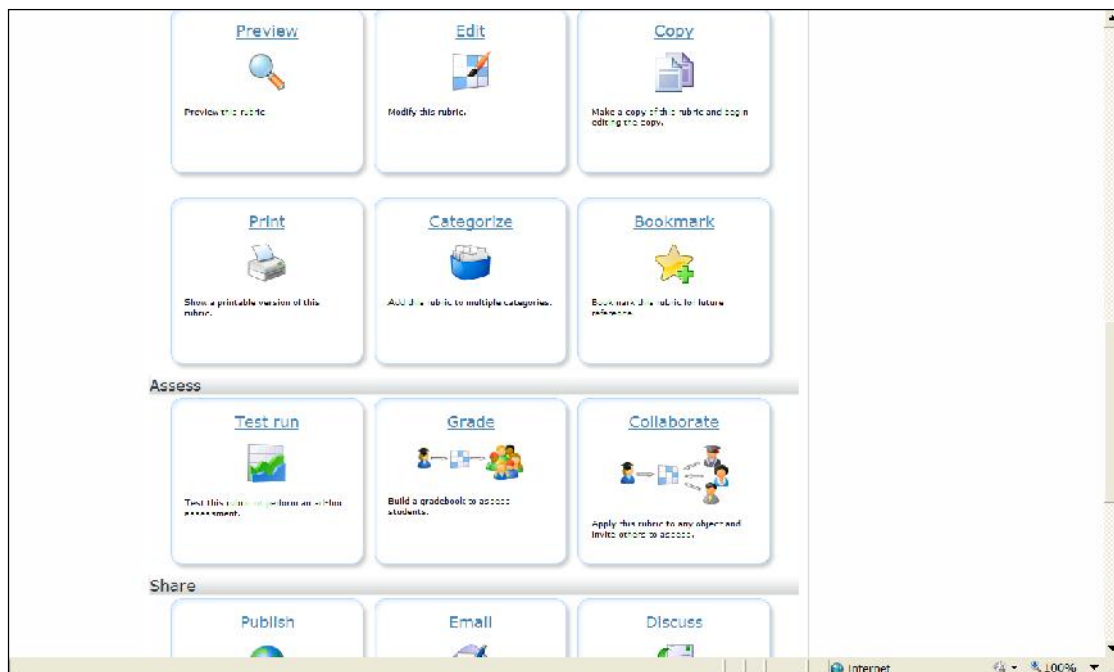 Preview
Edit
Copy
Preview this rubric.
Modify this rubric.
Make a copy of this rubric and begin
editing the copy.
Print
Categorize
Bookmark
Show a printable version of this
rubric.
Add this rubric to multiple categories.
Bookmark this rubric for future
reference.
Assess
Test run
Grade
Collaborate
Test this rubric or perform an ad-hoc
assessment.
Build a gradebook to assess
students.
Apply this rubric to any object and
invite others to assess.
Share
Publish
Email
Discuss
Internet
100%